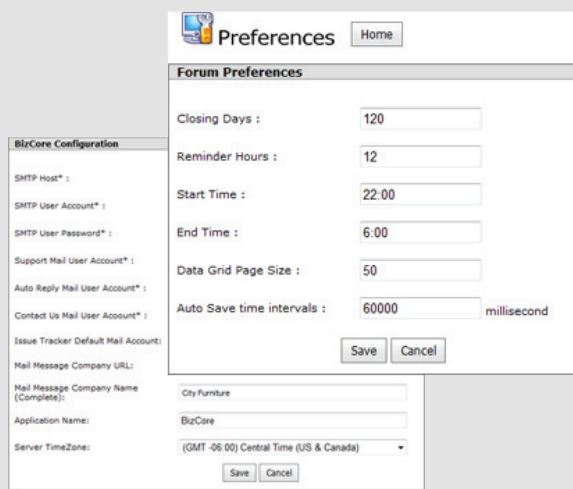 Preferences Home
Forum Preferences
Closing Days : 120
Reminder Hours : 12
Start Time : 22:00
End Time : 6:00
Data Grid Page Size : 50
Auto Save time intervals : 60000 millisecond
Save Cancel
BizCore Configuration
SMTP Host* :
SMTP User Account* :
SMTP User Password* :
Support Mail User Account* :
Auto Reply Mail User Account* :
Contact Us Mail User Account* :
Issue Tracker Default Mail Account:
Mail Message Company URL:
Mail Message Company Name
(Complete): City Furniture
Application Name: BizCore
Server TimeZone: (GMT -06:00) Central Time (US & Canada)
Save Cancel